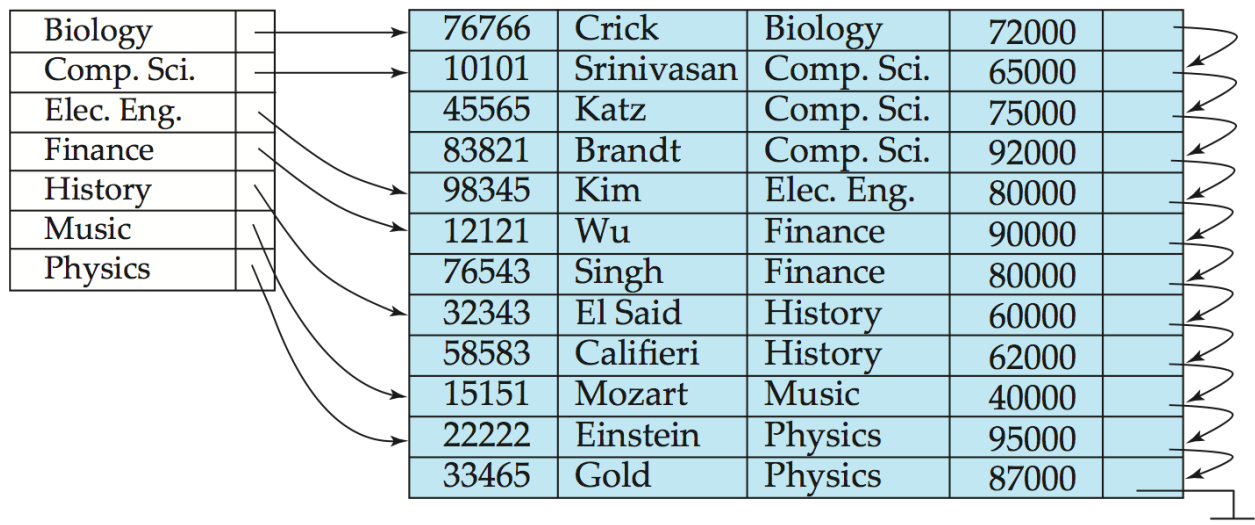 Biology
Comp. Sci.
Elec. Eng.
Finance
History
Music
Physics
76766 Crick Biology 72000
10101 Srinivasan Comp. Sci. 65000
45565 Katz Comp. Sci. 75000
83821 Brandt Comp. Sci. 92000
98345 Kim Elec. Eng. 80000
12121 Wu Finance 90000
76543 Singh Finance 80000
32343 El Said History 60000
58583 Califieri History 62000
15151 Mozart Music 40000
22222 Einstein Physics 95000
33465 Gold Physics 87000